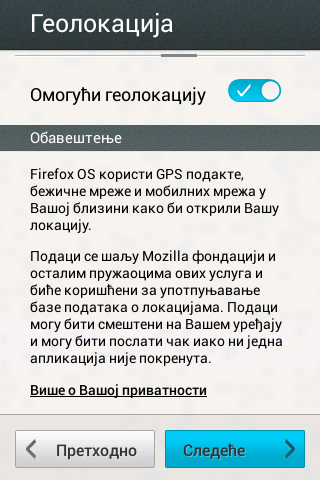 Геолокација
Омогући геолокацију
Обавештење
Firefox OS користи GPS подакте,
бежичне мреже и мобилних мрежа у
Вашој близини како би открили Вашу
локацију.
Подаци се шаљу Mozilla фондацији и
осталим пружаоцима ових услуга и
биће коришћени за употпуњавање
базе података о локацијама. Подаци
могу бити смештени на Вашем уређају
и могу бити послати чак иако ни једна
апликација није покренута.
Више о Вашој приватности
Претходно
Следеће